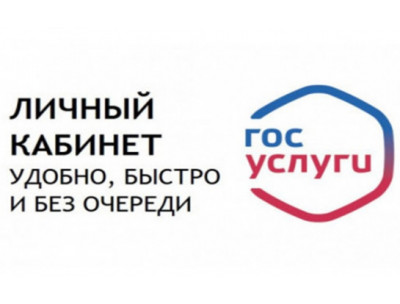 ЛИЧНЫЙ
КАБИНЕТ
УДОБНО, БЫСТРО
И БЕЗ ОЧЕРЕДИ
гос
услуги